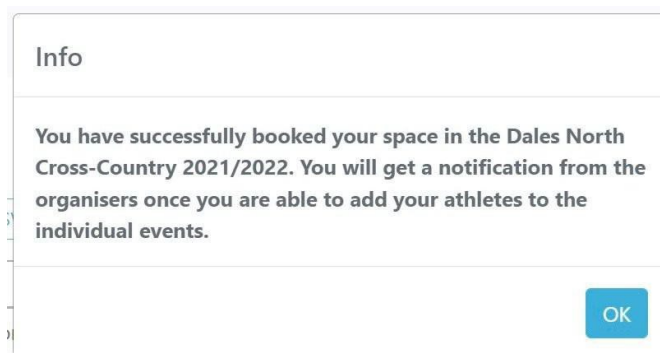 Info
You have successfully booked your space in the Dales North
Cross-Country 2021/2022. You will get a notification from the
organisers once you are able to add your athletes to the
individual events.
OK